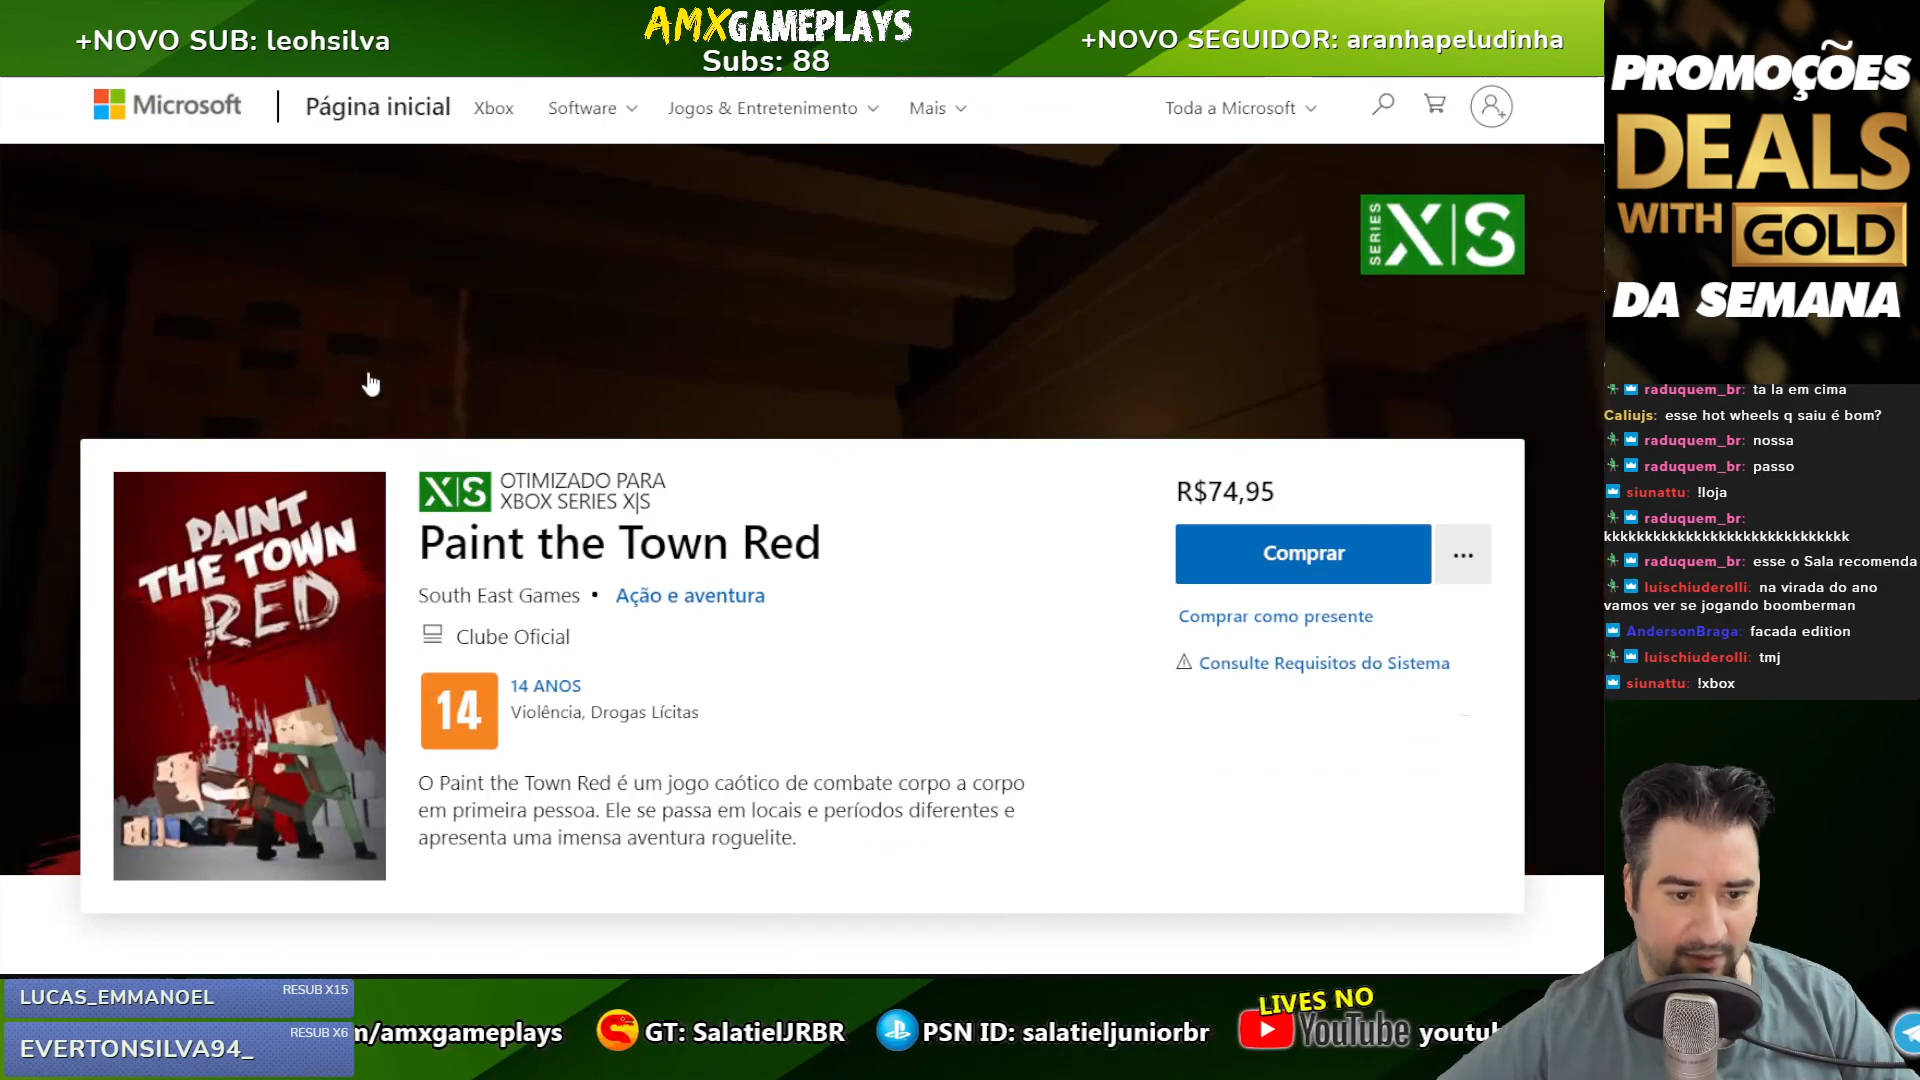 +NOVO SUB: leohsilva
AMXGAMEPLAYS
Subs: 88
+NOVO SEGUIDOR: aranhapeludinha
Microsoft
Página inicial
Xbox
Software
Jogos & Entretenimento
Mais
Toda a Microsoft
SERIES X|S
PAINT
THE TOWN
RED
X|S
OTIMIZADO PARA
XBOX SERIES X|S
Paint the Town Red
South East Games • Ação e aventura
Clube Oficial
14
14 ANOS
Violência, Drogas Lícitas
O Paint the Town Red é um jogo caótico de combate corpo a corpo
em primeira pessoa. Ele se passa em locais e períodos diferentes e
apresenta uma imensa aventura roguelite.
R$74,95
Comprar
...
Comprar como presente
Consulte Requisitos do Sistema
PROMOÇÕES
DEALS
WITH GOLD
DA SEMANA
raduquem_br: ta la em cima
Caliujs: esse hot wheels q saiu é bom?
raduquem_br: nossa
raduquem_br: passo
siunattu: !loja
raduquem_br:
kkkkkkkkkkkkkkkkkkkkkkkkkkkkk
raduquem_br: esse o Sala recomenda
luischiuderolli: na virada do ano
vamos ver se jogando boomberman
AndersonBraga: facada edition
luischiuderolli: tmj
siunattu: !xbox
LUCAS_EMMANOEL
RESUB X15
EVERTONSILVA94_
RESUB X6
m/amxgameplays
GT: SalatielJRBR
PSN ID: salatieljuniorbr
LIVES NO
YouTube
youtu